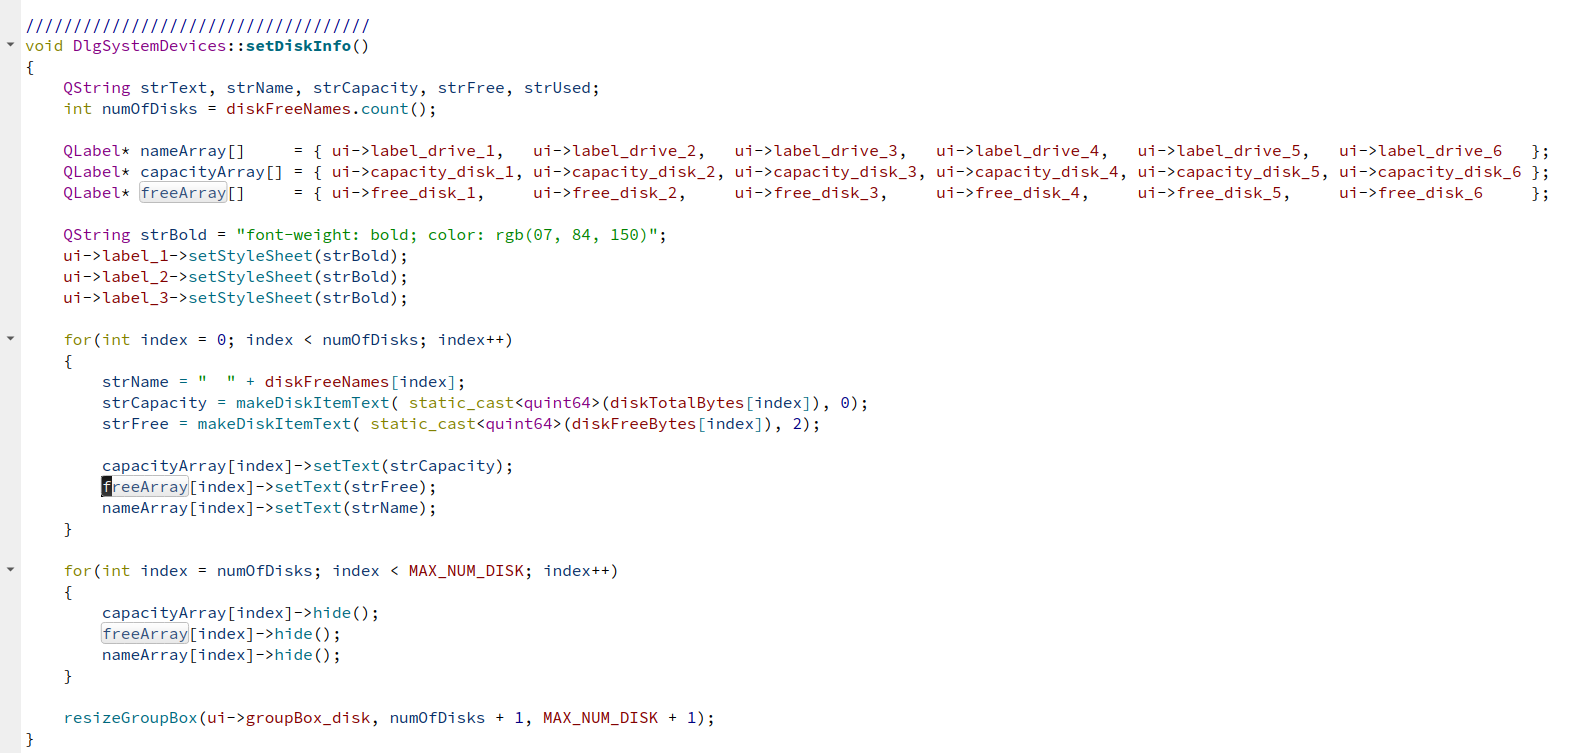 ////////////////////////////////////
void DlgSystemDevices::setDiskInfo()
{
    QString strText, strName, strCapacity, strFree, strUsed;
    int numOfDisks = diskFreeNames.count();

    QLabel* nameArray[]     = { ui->label_drive_1,   ui->label_drive_2,   ui->label_drive_3,   ui->label_drive_4,   ui->label_drive_5,   ui->label_drive_6   };
    QLabel* capacityArray[] = { ui->capacity_disk_1, ui->capacity_disk_2, ui->capacity_disk_3, ui->capacity_disk_4, ui->capacity_disk_5, ui->capacity_disk_6 };
    QLabel* freeArray[]     = { ui->free_disk_1,     ui->free_disk_2,     ui->free_disk_3,     ui->free_disk_4,     ui->free_disk_5,     ui->free_disk_6     };

    QString strBold = "font-weight: bold; color: rgb(07, 84, 150)";
    ui->label_1->setStyleSheet(strBold);
    ui->label_2->setStyleSheet(strBold);
    ui->label_3->setStyleSheet(strBold);

    for(int index = 0; index < numOfDisks; index++)
    {
        strName = "  " + diskFreeNames[index];
        strCapacity = makeDiskItemText( static_cast<quint64>(diskTotalBytes[index]), 0);
        strFree = makeDiskItemText( static_cast<quint64>(diskFreeBytes[index]), 2);

        capacityArray[index]->setText(strCapacity);
        freeArray[index]->setText(strFree);
        nameArray[index]->setText(strName);
    }

    for(int index = numOfDisks; index < MAX_NUM_DISK; index++)
    {
        capacityArray[index]->hide();
        freeArray[index]->hide();
        nameArray[index]->hide();
    }

    resizeGroupBox(ui->groupBox_disk, numOfDisks + 1, MAX_NUM_DISK + 1);
}